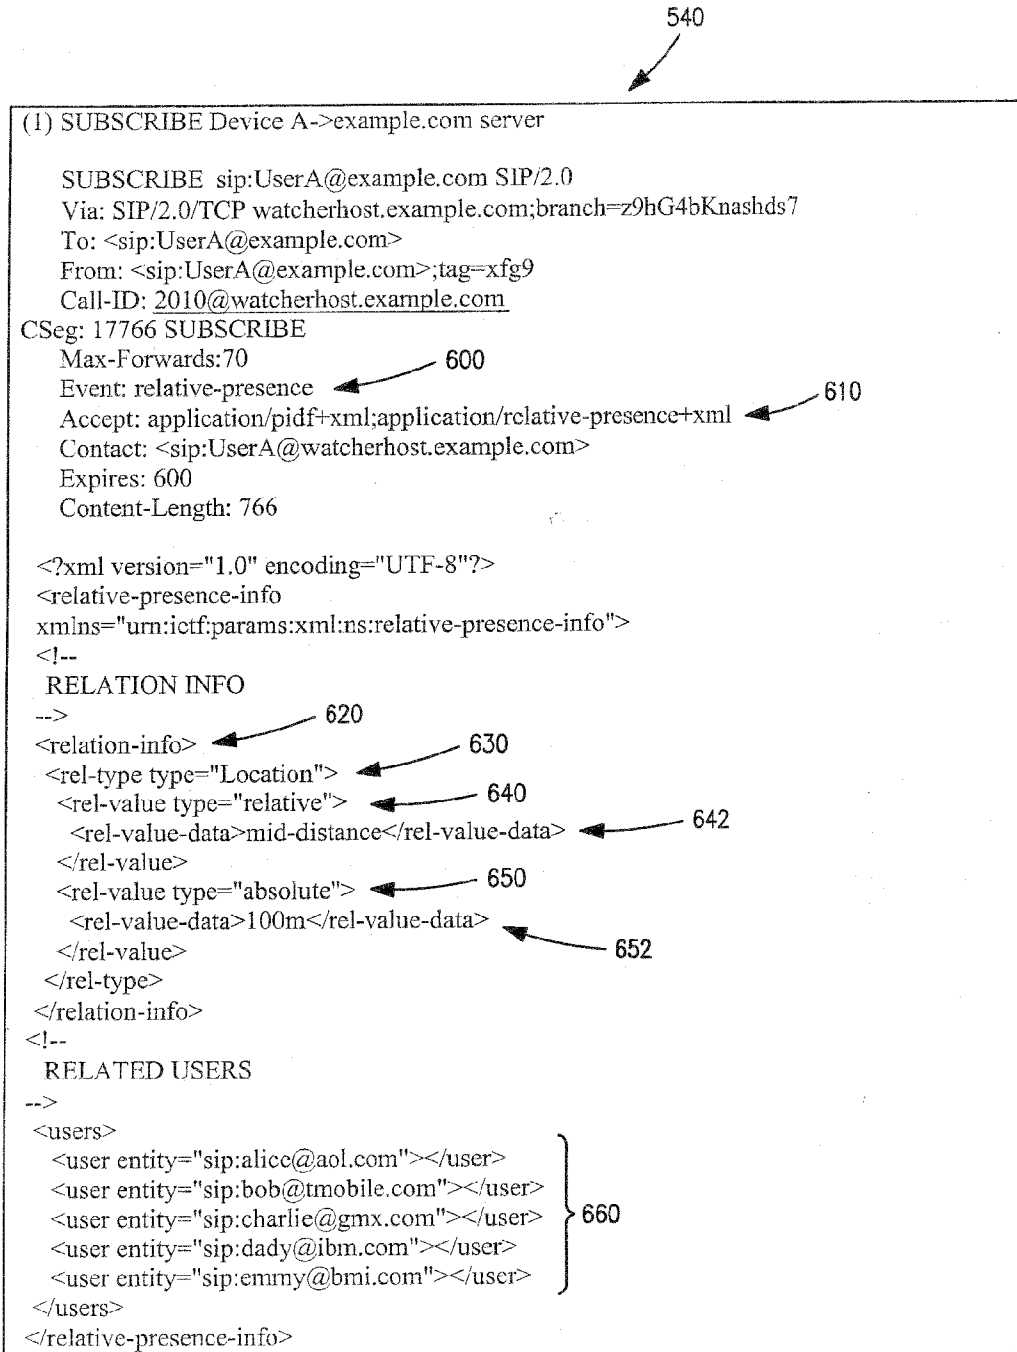 540
(1) SUBSCRIBE Device A->example.com server
SUBSCRIBE sip:UserA@example.com SIP/2.0
Via: SIP/2.0/TCP watcherhost.example.com;branch=z9hG4bKnashds7
To: <sip:UserA@example.com>
From: <sip:UserA@example.com>;tag=xfg9
Call-ID: 2010@watcherhost.example.com
CSeg: 17766 SUBSCRIBE
Max-Forwards:70
600
Event: relative-presence
610
Accept: application/pidf+xml;application/relative-presence+xml
Contact: <sip:UserA@watcherhost.example.com>
Expires: 600
Content-Length: 766
<?xml version="1.0" encoding="UTF-8"?>
<relative-presence-info
xmlns="urn:ietf:params:xml:ns:relative-presence-info">
<!--
RELATION INFO
-->
620
<relation-info>
630
<rel-type type="Location">
640
<rel-value type="relative">
<rel-value-data>mid-distance</rel-value-data>
642
</rel-value>
650
<rel-value type="absolute">
<rel-value-data>100m</rel-value-data>
652
</rel-value>
</rel-type>
</relation-info>
<!--
RELATED USERS
-->
<users>
<user entity="sip:alice@aol.com"></user>
<user entity="sip:bob@tmobile.com"></user>
<user entity="sip:charlie@gmx.com"></user>
660
<user entity="sip:dady@ibm.com"></user>
<user entity="sip:emmy@bmi.com"></user>
</users>
</relative-presence-info>